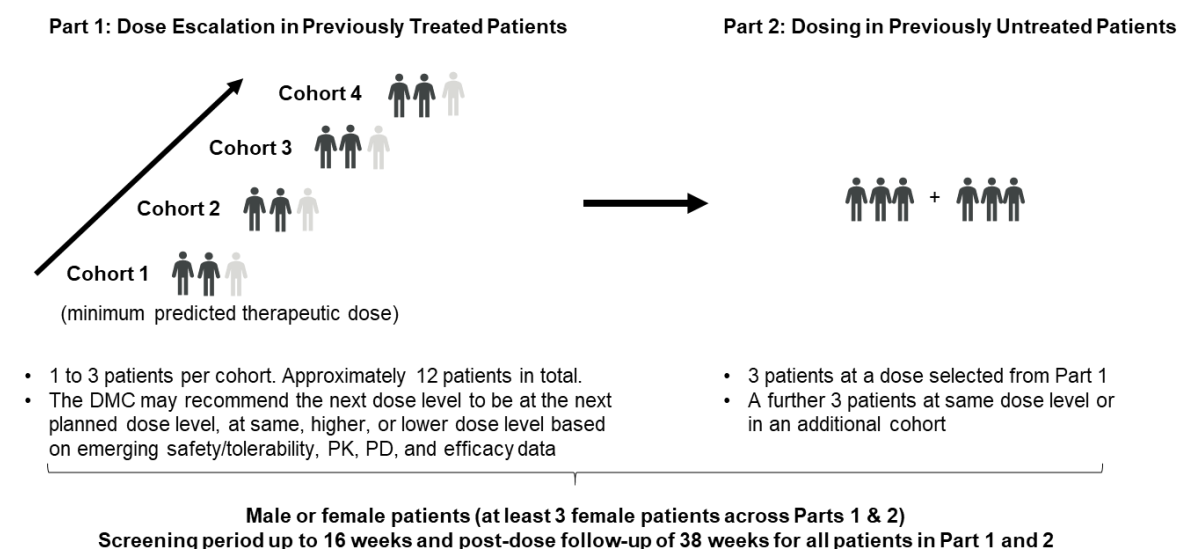 Part 1: Dose Escalation in Previously Treated Patients
Part 2: Dosing in Previously Untreated Patients
Cohort 4
Cohort 3
Cohort 2
+
Cohort 1
(minimum predicted therapeutic dose)
• 1 to 3 patients per cohort. Approximately 12 patients in total.
• The DMC may recommend the next dose level to be at the next
planned dose level, at same, higher, or lower dose level based
on emerging safety/tolerability, PK, PD, and efficacy data
• 3 patients at a dose selected from Part 1
• A further 3 patients at same dose level or
in an additional cohort
Male or female patients (at least 3 female patients across Parts 1 & 2)
Screening period up to 16 weeks and post-dose follow-up of 38 weeks for all patients in Part 1 and 2